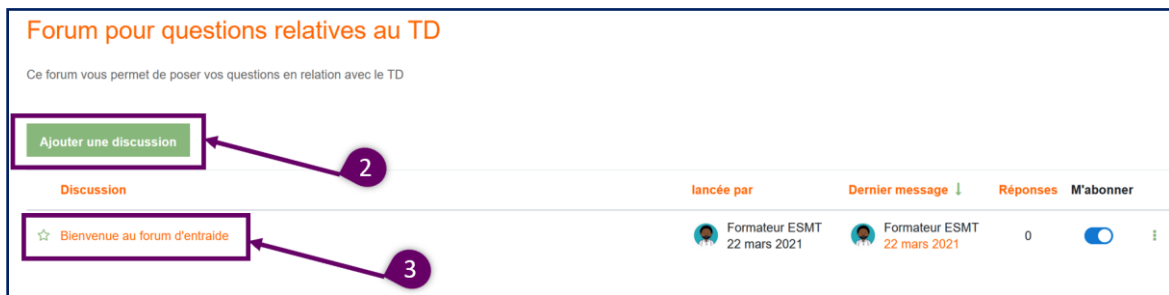 Forum pour questions relatives au TD
Ce forum vous permet de poser vos questions en relation avec le TD
Ajouter une discussion
2
Discussion lancée par Dernier message ↓ Réponses M'abonner
Bienvenue au forum d'entraide Formateur ESMT Formateur ESMT 0
22 mars 2021 22 mars 2021
3